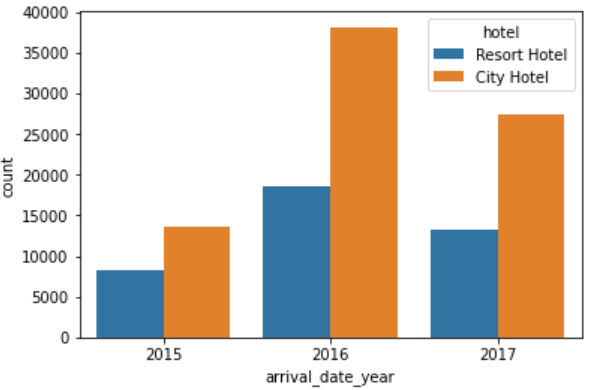 40000
35000
30000
25000
20000
15000
10000
5000
0
count
hotel
Resort Hotel
City Hotel
2015 2016 2017
arrival_date_year